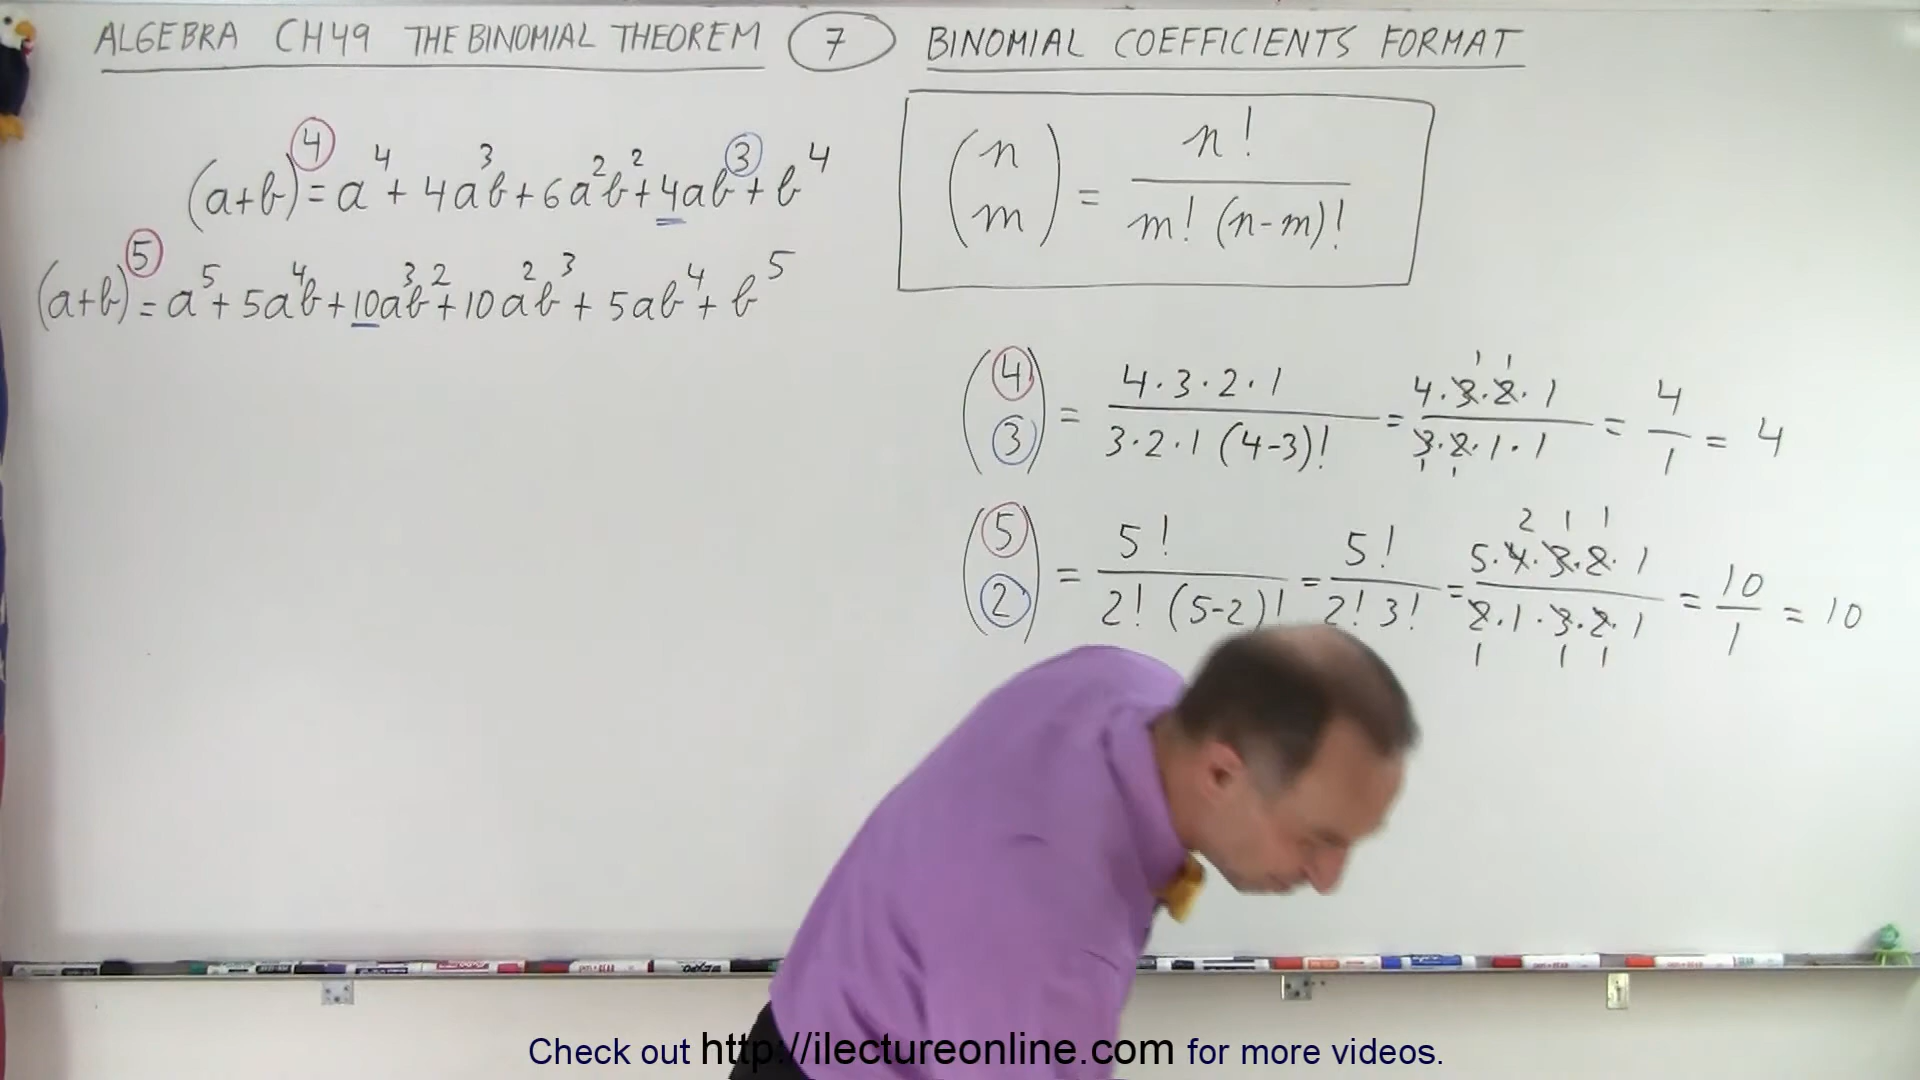 ALGEBRA CH 49 THE BINOMIAL THEOREM 7 BINOMIAL COEFFICIENTS FORMAT
(a+b)⁴ = a⁴ + 4a³b + 6a²b² + 4ab³ + b⁴
(a+b)⁵ = a⁵ + 5a⁴b + 10a³b² + 10a²b³ + 5ab⁴ + b⁵
(n m) = n! / m! (n-m)!
(4 3) = 4·3·2·1 / 3·2·1 (4-3)! = 4·3·2·1 / 3·2·1·1 = 4/1 = 4
(5 2) = 5! / 2! (5-2)! = 5! / 2! 3! = 5·4·3·2·1 / 2·1·3·2·1 = 10/1 = 10
Check out http://ilectureonline.com for more videos.